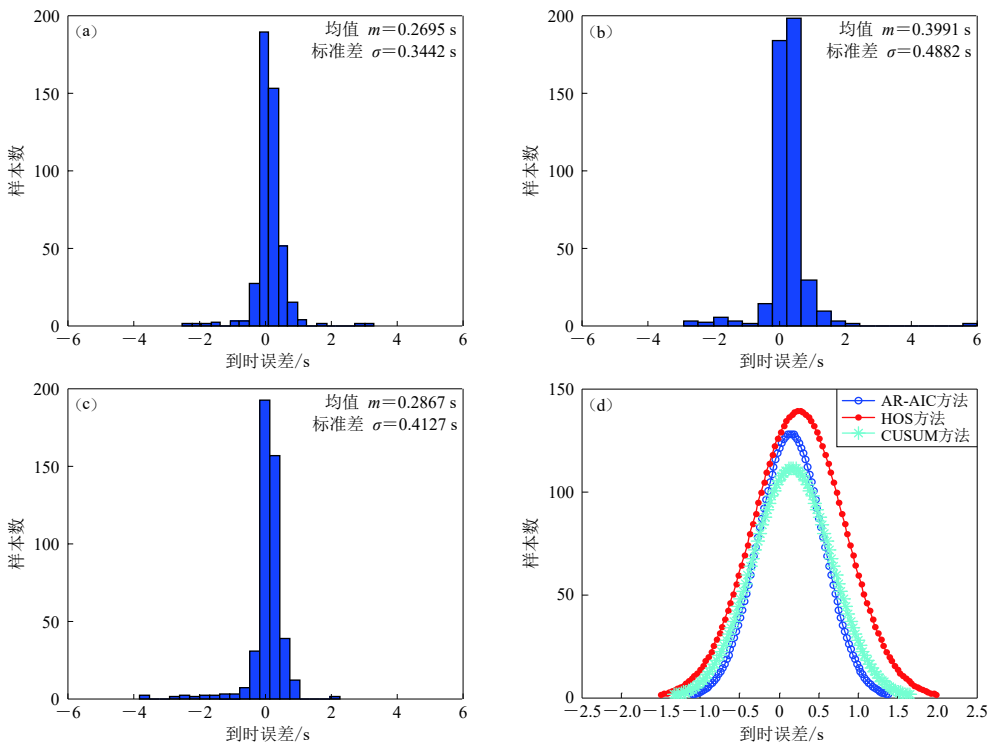 (a)
均值 m=0.2695 s
标准差 σ=0.3442 s
200
150
100
50
0
样本数
−6 −4 −2 0 2 4 6
到时误差/s
(b)
均值 m=0.3991 s
标准差 σ=0.4882 s
200
150
100
50
0
样本数
−6 −4 −2 0 2 4 6
到时误差/s
(c)
均值 m=0.2867 s
标准差 σ=0.4127 s
200
150
100
50
0
样本数
−6 −4 −2 0 2 4 6
到时误差/s
(d)
AR-AIC方法
HOS方法
CUSUM方法
150
100
50
0
样本数
−2.5 −2.0 −1.5 −1.0 −0.5 0 0.5 1.0 1.5 2.0 2.5
到时误差/s